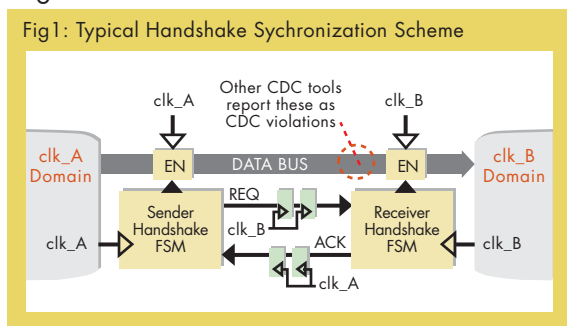 Fig1: Typical Handshake Sychronization Scheme
Other CDC tools
report these as
CDC violations
clk_A
clk_B
clk_A
Domain
EN
DATA BUS
EN
clk_B
Domain
REQ
Sender
Handshake
FSM
clk_B
Receiver
Handshake
FSM
clk_A
ACK
clk_B
clk_A